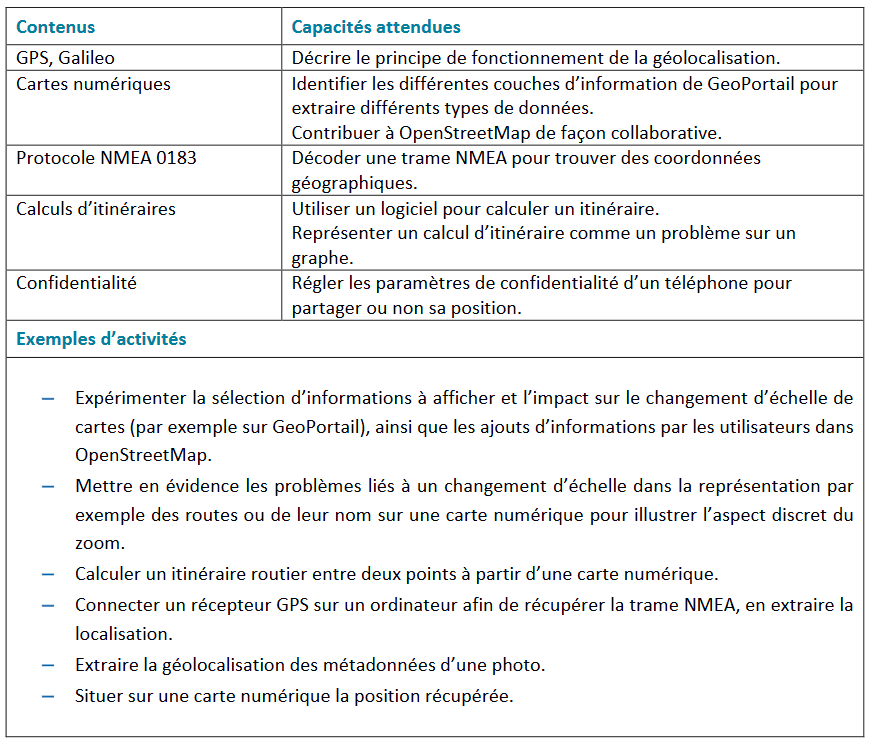 Contenus
Capacités attendues
GPS, Galileo
Décrire le principe de fonctionnement de la géolocalisation.
Cartes numériques
Identifier les différentes couches d’information de GeoPortail pour
extraire différents types de données.
Contribuer à OpenStreetMap de façon collaborative.
Protocole NMEA 0183
Décoder une trame NMEA pour trouver des coordonnées
géographiques.
Calculs d’itinéraires
Utiliser un logiciel pour calculer un itinéraire.
Représenter un calcul d’itinéraire comme un problème sur un
graphe.
Confidentialité
Régler les paramètres de confidentialité d’un téléphone pour
partager ou non sa position.
Exemples d’activités
— Expérimenter la sélection d’informations à afficher et l’impact sur le changement d’échelle de
cartes (par exemple sur GeoPortail), ainsi que les ajouts d’informations par les utilisateurs dans
OpenStreetMap.
— Mettre en évidence les problèmes liés à un changement d’échelle dans la représentation par
exemple des routes ou de leur nom sur une carte numérique pour illustrer l’aspect discret du
zoom.
— Calculer un itinéraire routier entre deux points à partir d’une carte numérique.
— Connecter un récepteur GPS sur un ordinateur afin de récupérer la trame NMEA, en extraire la
localisation.
— Extraire la géolocalisation des métadonnées d’une photo.
— Situer sur une carte numérique la position récupérée.